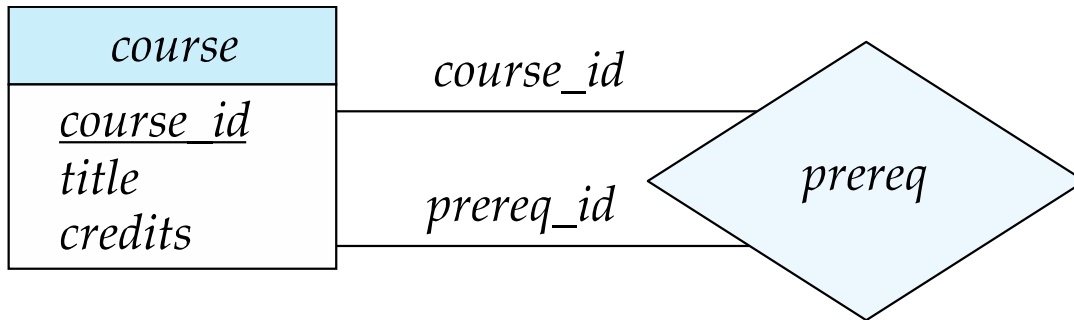 course
course_id
title
credits
course_id
prereq_id
prereq